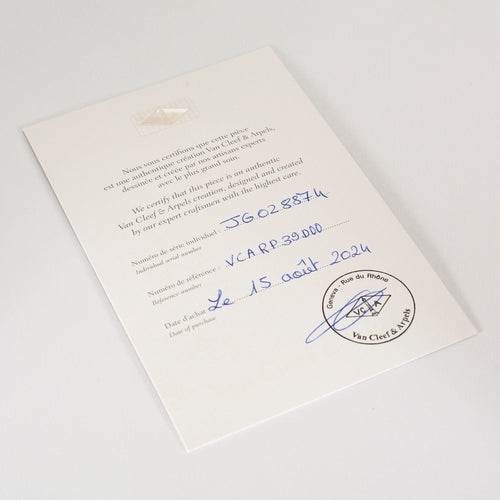 Nous vous certifions que cette pièce
est une authentique création Van Cleef & Arpels,
dessinée et créée par nos artisans experts
avec le plus grand soin.
We certify that this piece is an authentic
Van Cleef & Arpels creation, designed and created
by our expert craftsmen with the highest care.
Numéro de série individuel : JG028874
Individual serial number
Numéro de référence : VCARP39D00
Reference number
Date d'achat Le 15 août 2024
Date of purchase
Geneva - Rue du Rhône
VCA
Van Cleef & Arpels